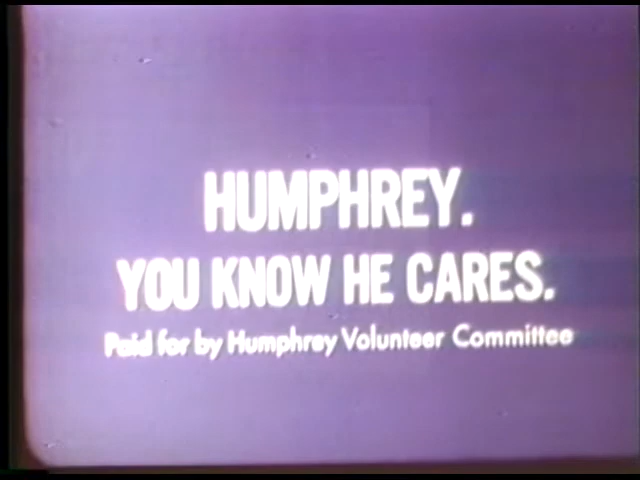 HUMPHREY.
YOU KNOW HE CARES.
Paid for by Humphrey Volunteer Committee